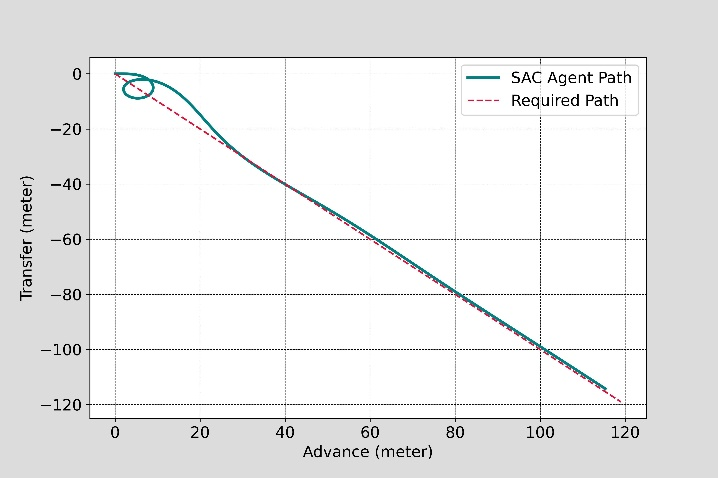 SAC Agent Path
Required Path
0
−20
−40
−60
−80
−100
−120
Transfer (meter)
0 20 40 60 80 100 120
Advance (meter)